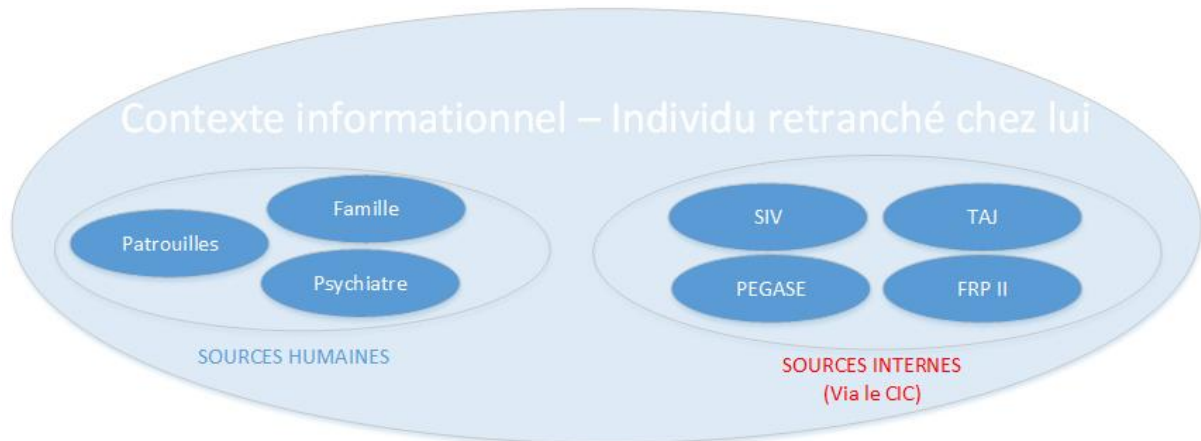 Contexte informationnel – Individu retranché chez lui
Famille
Patrouilles
Psychiatre
SOURCES HUMAINES
SIV
TAJ
PEGASE
FRP II
SOURCES INTERNES
(Via le CIC)